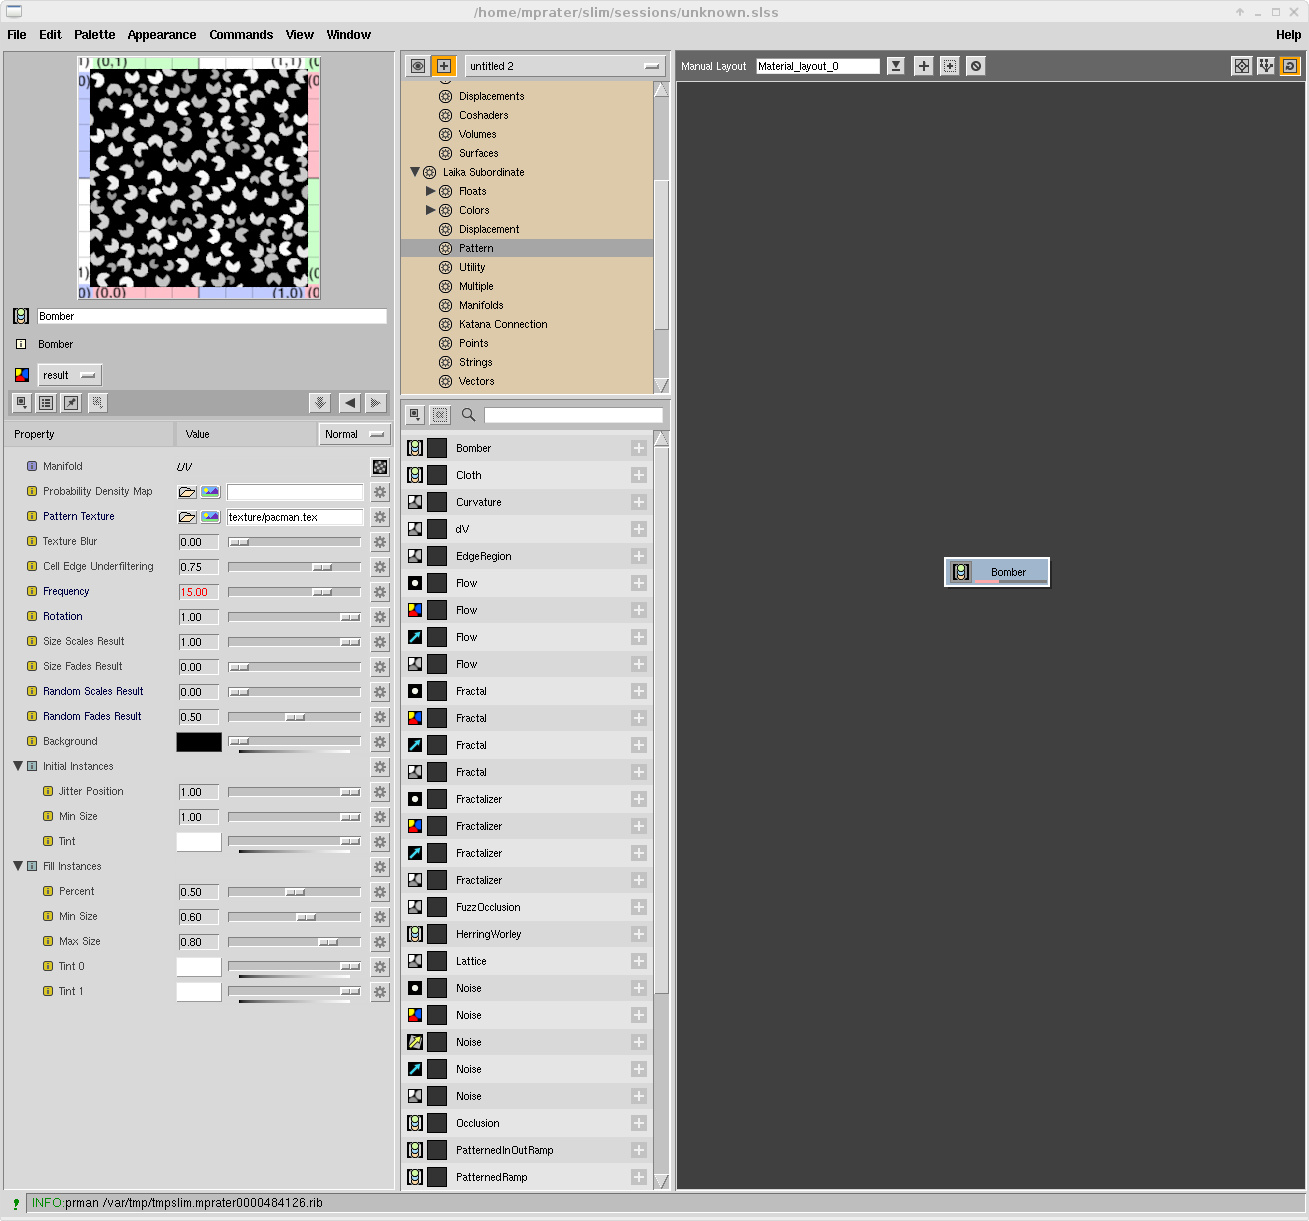 /home/mprater/slim/sessions/unknown.slss
File Edit Palette Appearance Commands View Window Help
(0,1) (1,1)
(0,0) (1,0)
Bomber
Bomber
result
Property Value Normal
Manifold UV
Probability Density Map
Pattern Texture texture/pacman.tex
Texture Blur 0.00
Cell Edge Underfiltering 0.75
Frequency 15.00
Rotation 1.00
Size Scales Result 1.00
Size Fades Result 0.00
Random Scales Result 0.00
Random Fades Result 0.50
Background
Initial Instances
Jitter Position 1.00
Min Size 1.00
Tint
Fill Instances
Percent 0.50
Min Size 0.60
Max Size 0.80
Tint 0
Tint 1
untitled 2
Displacements
Coshaders
Volumes
Surfaces
Laika Subordinate
Floats
Colors
Displacement
Pattern
Utility
Multiple
Manifolds
Katana Connection
Points
Strings
Vectors
Bomber
Cloth
Curvature
dV
EdgeRegion
Flow
Flow
Flow
Flow
Fractal
Fractal
Fractal
Fractal
Fractalizer
Fractalizer
Fractalizer
Fractalizer
FuzzOcclusion
HerringWorley
Lattice
Noise
Noise
Noise
Noise
Noise
Occlusion
PatternedInOutRamp
PatternedRamp
Manual Layout Material_layout_0
Bomber
INFO:prman /var/tmp/tmpslim.mprater0000484126.rib